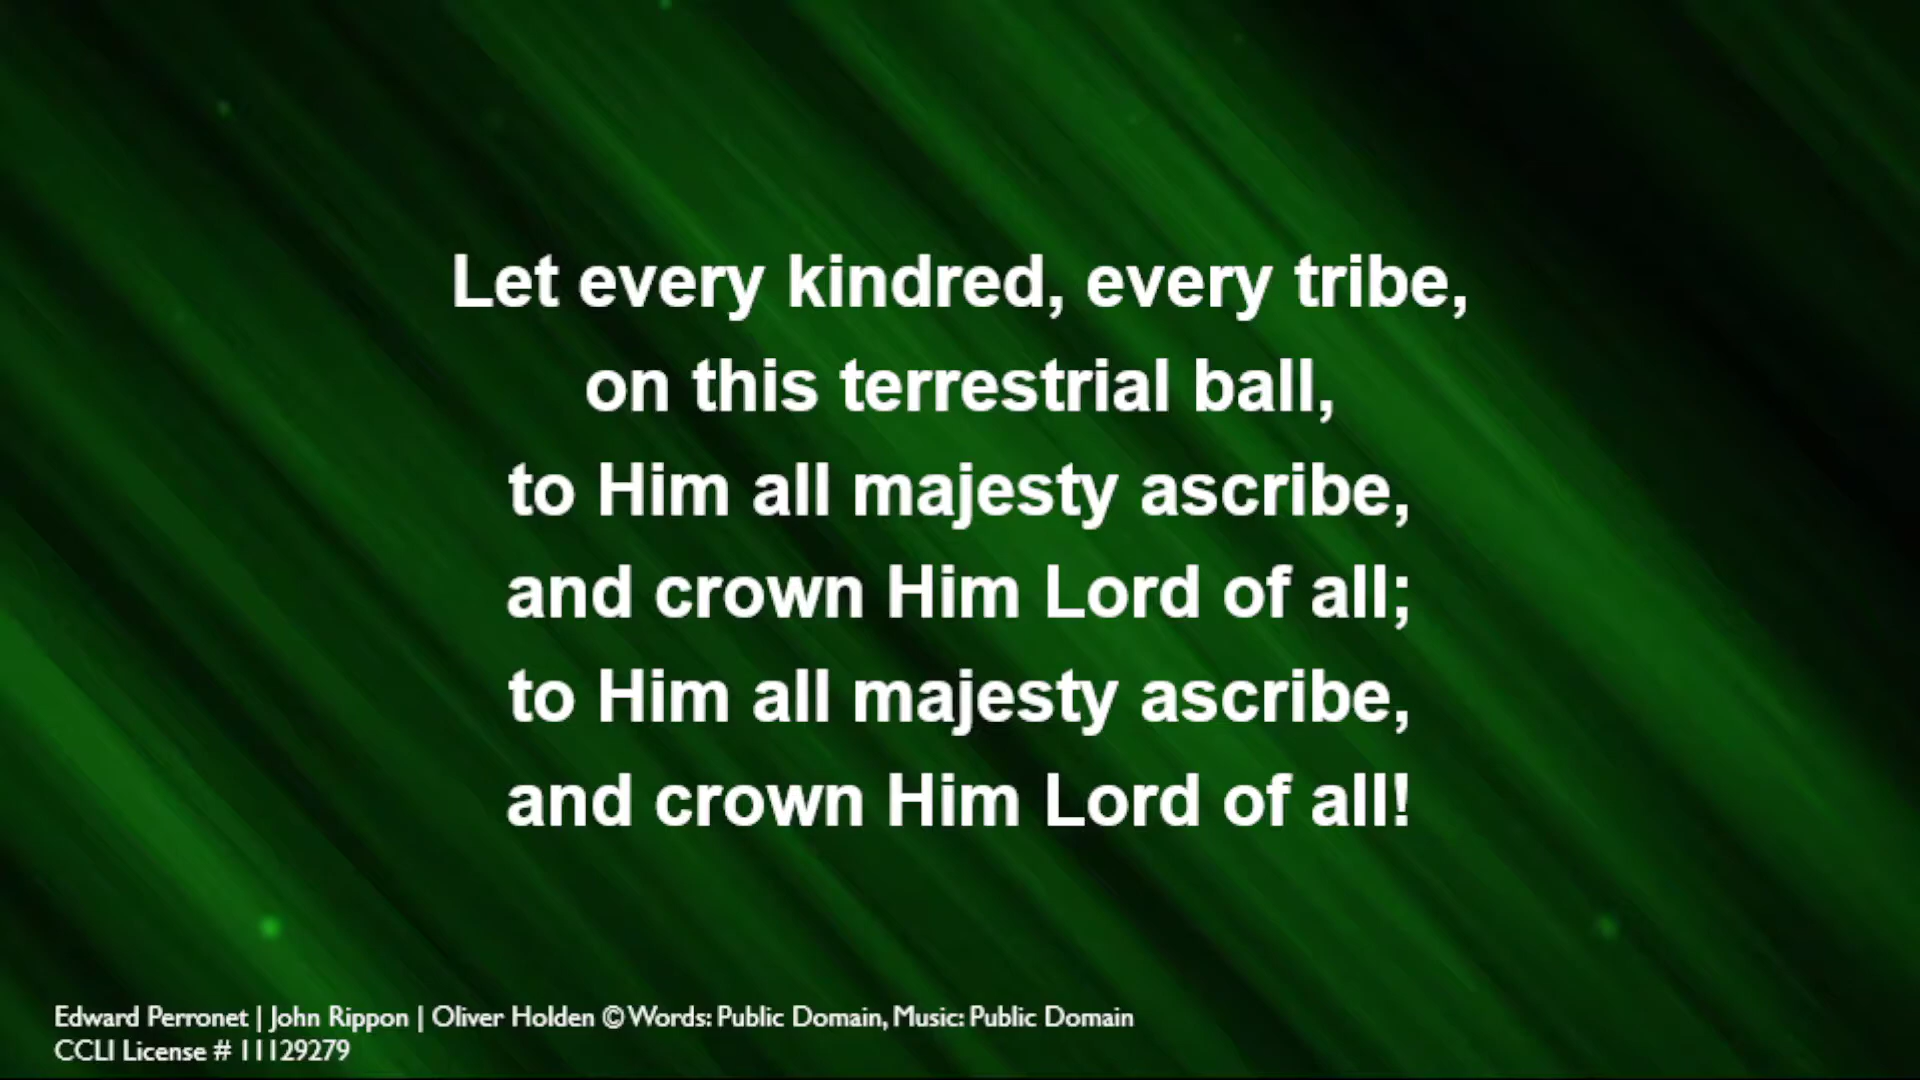 Let every kindred, every tribe,
on this terrestrial ball,
to Him all majesty ascribe,
and crown Him Lord of all;
to Him all majesty ascribe,
and crown Him Lord of all!
Edward Perronet | John Rippon | Oliver Holden © Words: Public Domain, Music: Public Domain
CCLI License # 11129279